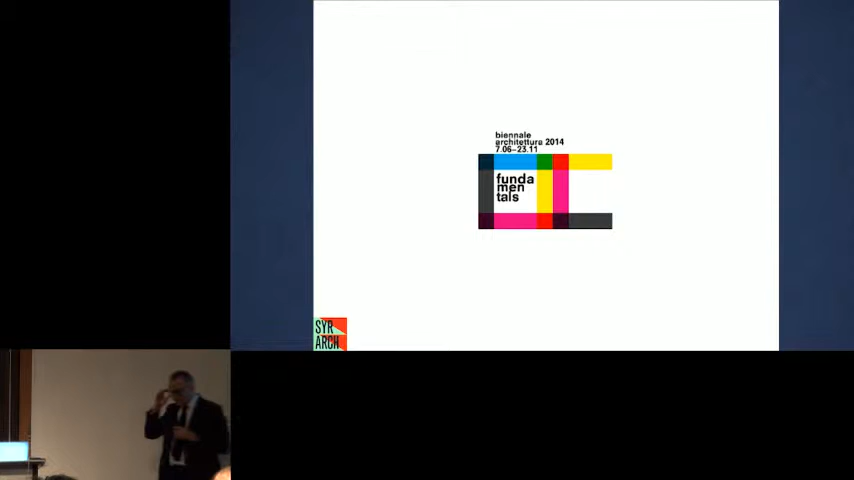 biennale
architettura 2014
7.06–23.11
funda
men
tals
SYR
ARCH